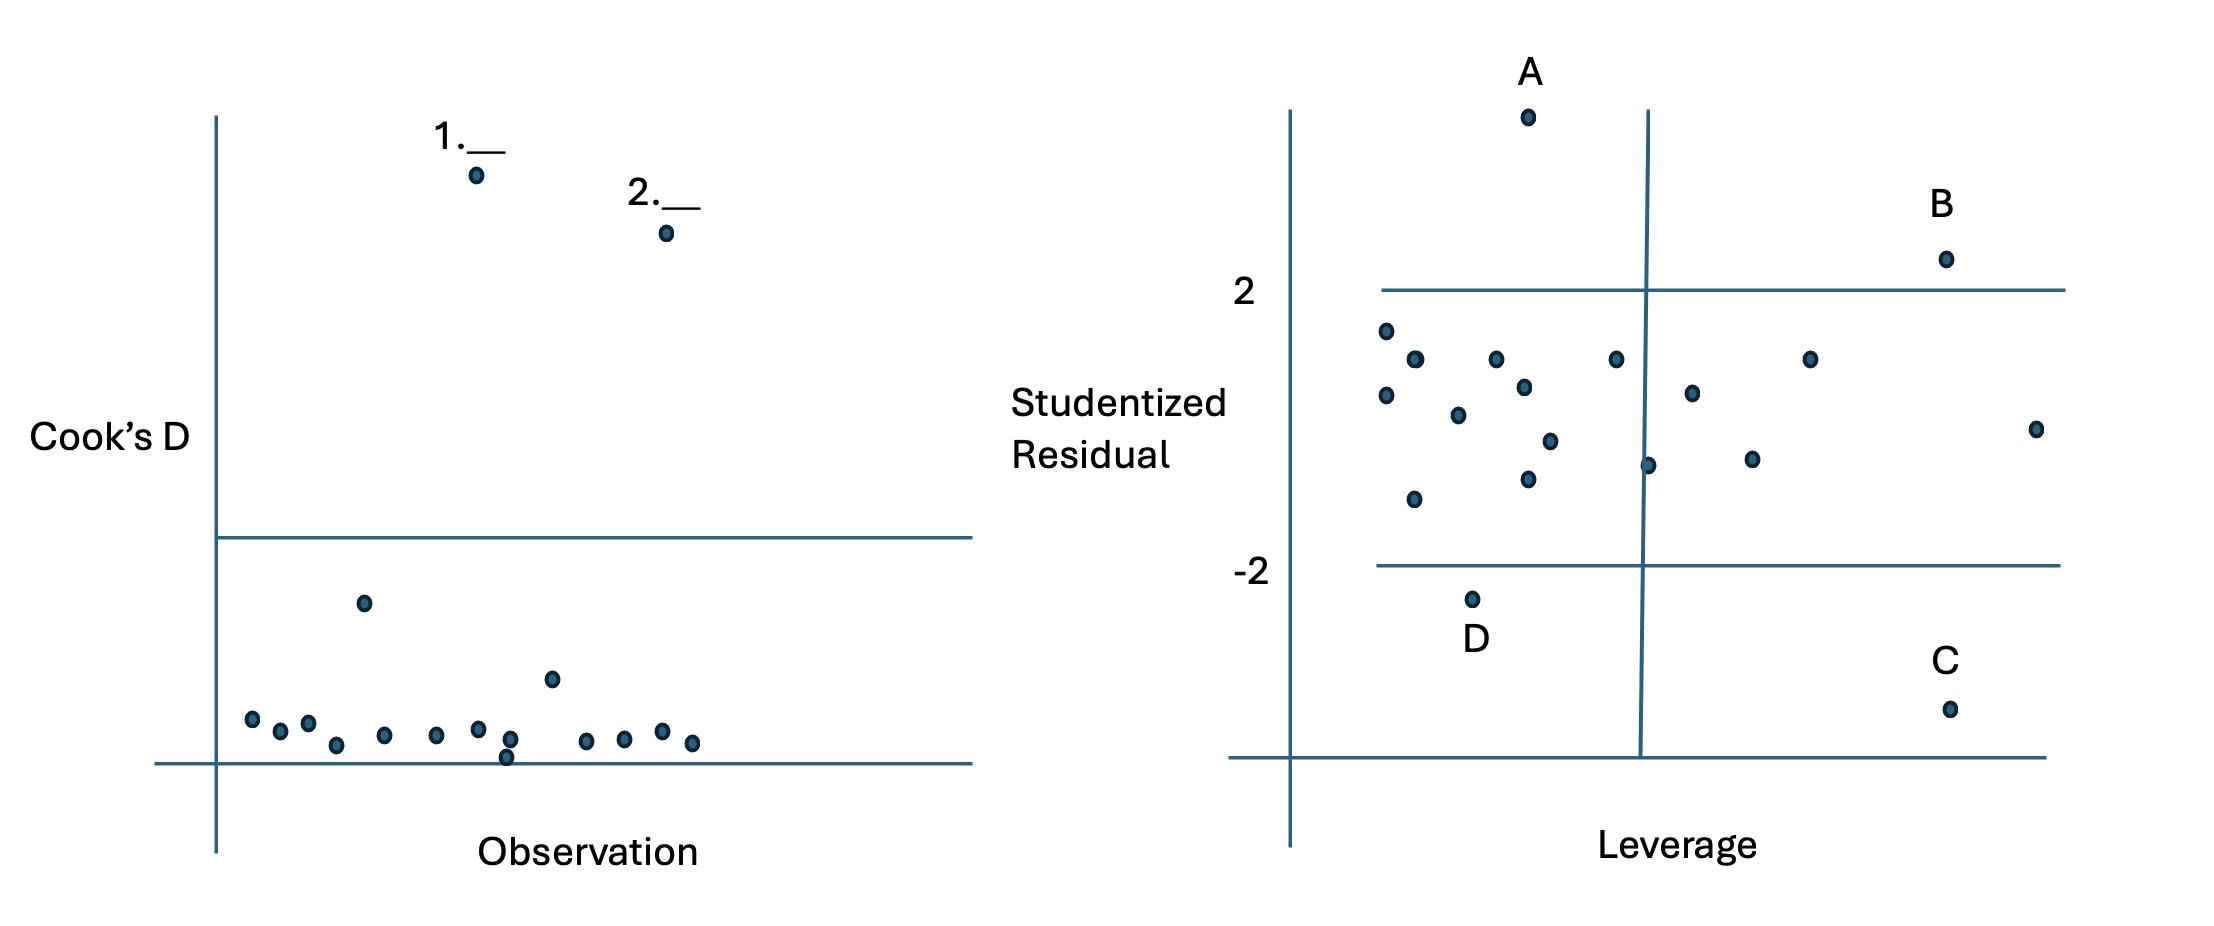 1.__
2.__
Cook’s D
Observation
A
B
2
Studentized
Residual
-2
D
C
Leverage